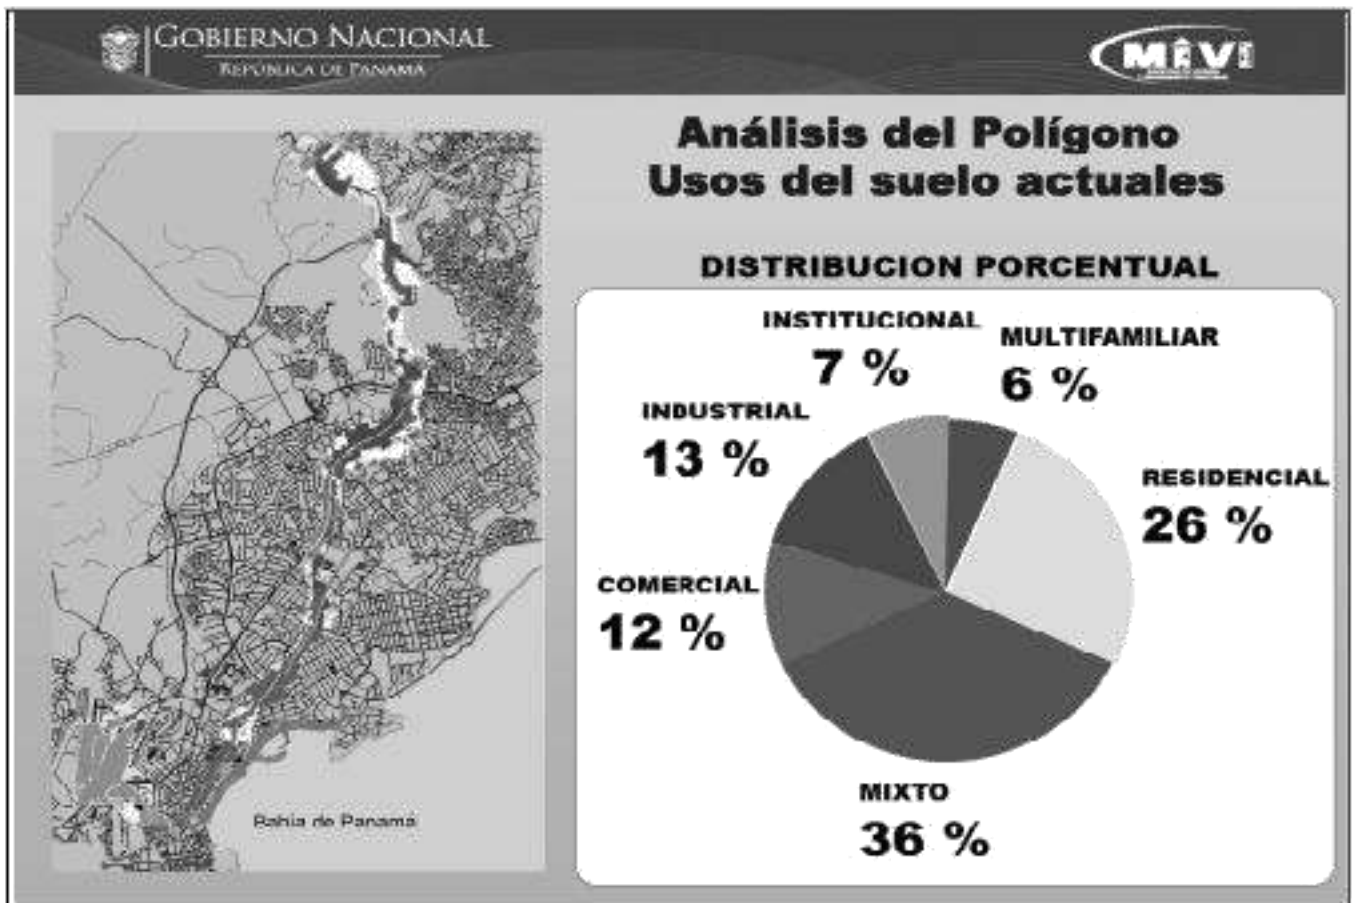 GOBIERNO NACIONAL
REPÚBLICA DE PANAMÁ
Análisis del Polígono
Usos del suelo actuales
DISTRIBUCION PORCENTUAL
INSTITUCIONAL
7 %
MULTIFAMILIAR
6 %
INDUSTRIAL
13 %
RESIDENCIAL
26 %
COMERCIAL
12 %
MIXTO
36 %
Bahia de Panamá